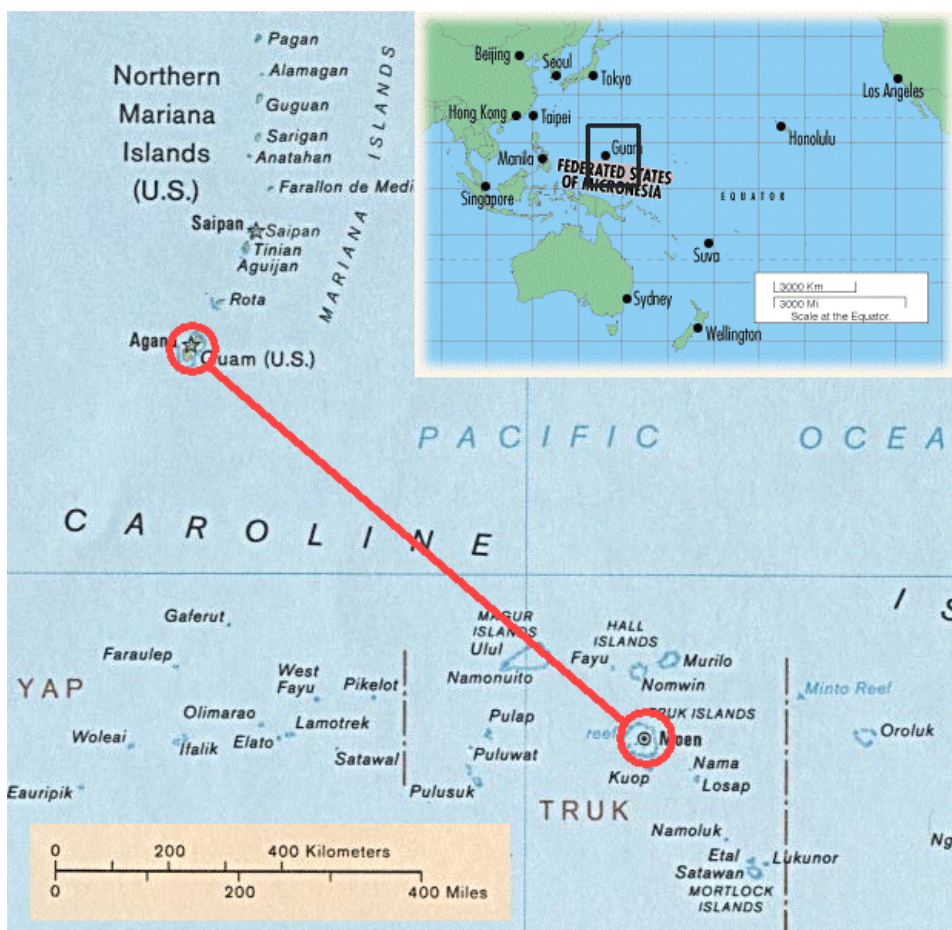 Pagan
Northern
Mariana
Islands
(U.S.)
Alamagan
Guguan
Sarigan
Anatahan
Farallon de Medi
MARIANA ISLANDS
Saipan
Saipan
Tinian
Aguijan
Rota
Agana
Guam (U.S.)
Beijing
Seoul
Tokyo
Los Angeles
Hong Kong
Taipei
Honolulu
Manila
Guam
FEDERATED STATES
OF MICRONESIA
Singapore
EQUATOR
Suva
3000 Km
3000 Mi.
Scale at the Equator.
Sydney
Wellington
PACIFIC OCEA
CAROLINE IS
Gaferut
MAGUR
ISLANDS
Ulul
HALL
ISLANDS
Faraulep
Fayu
Murilo
YAP
West
Fayu
Pikelot
Namonuito
Nomwin
Minto Reef
Olimarao
Lamotrek
Pulap
TRUK ISLANDS
Woleai
Ifalik
Elato
reef
Moen
Oroluk
Satawal
Puluwat
Nama
Eauripik
Pulusuk
Kuop
Losap
TRUK
Namoluk
Ng
Etal
Lukunor
Satawan
MORTLOCK
ISLANDS
0 200 400 Kilometers
0 200 400 Miles